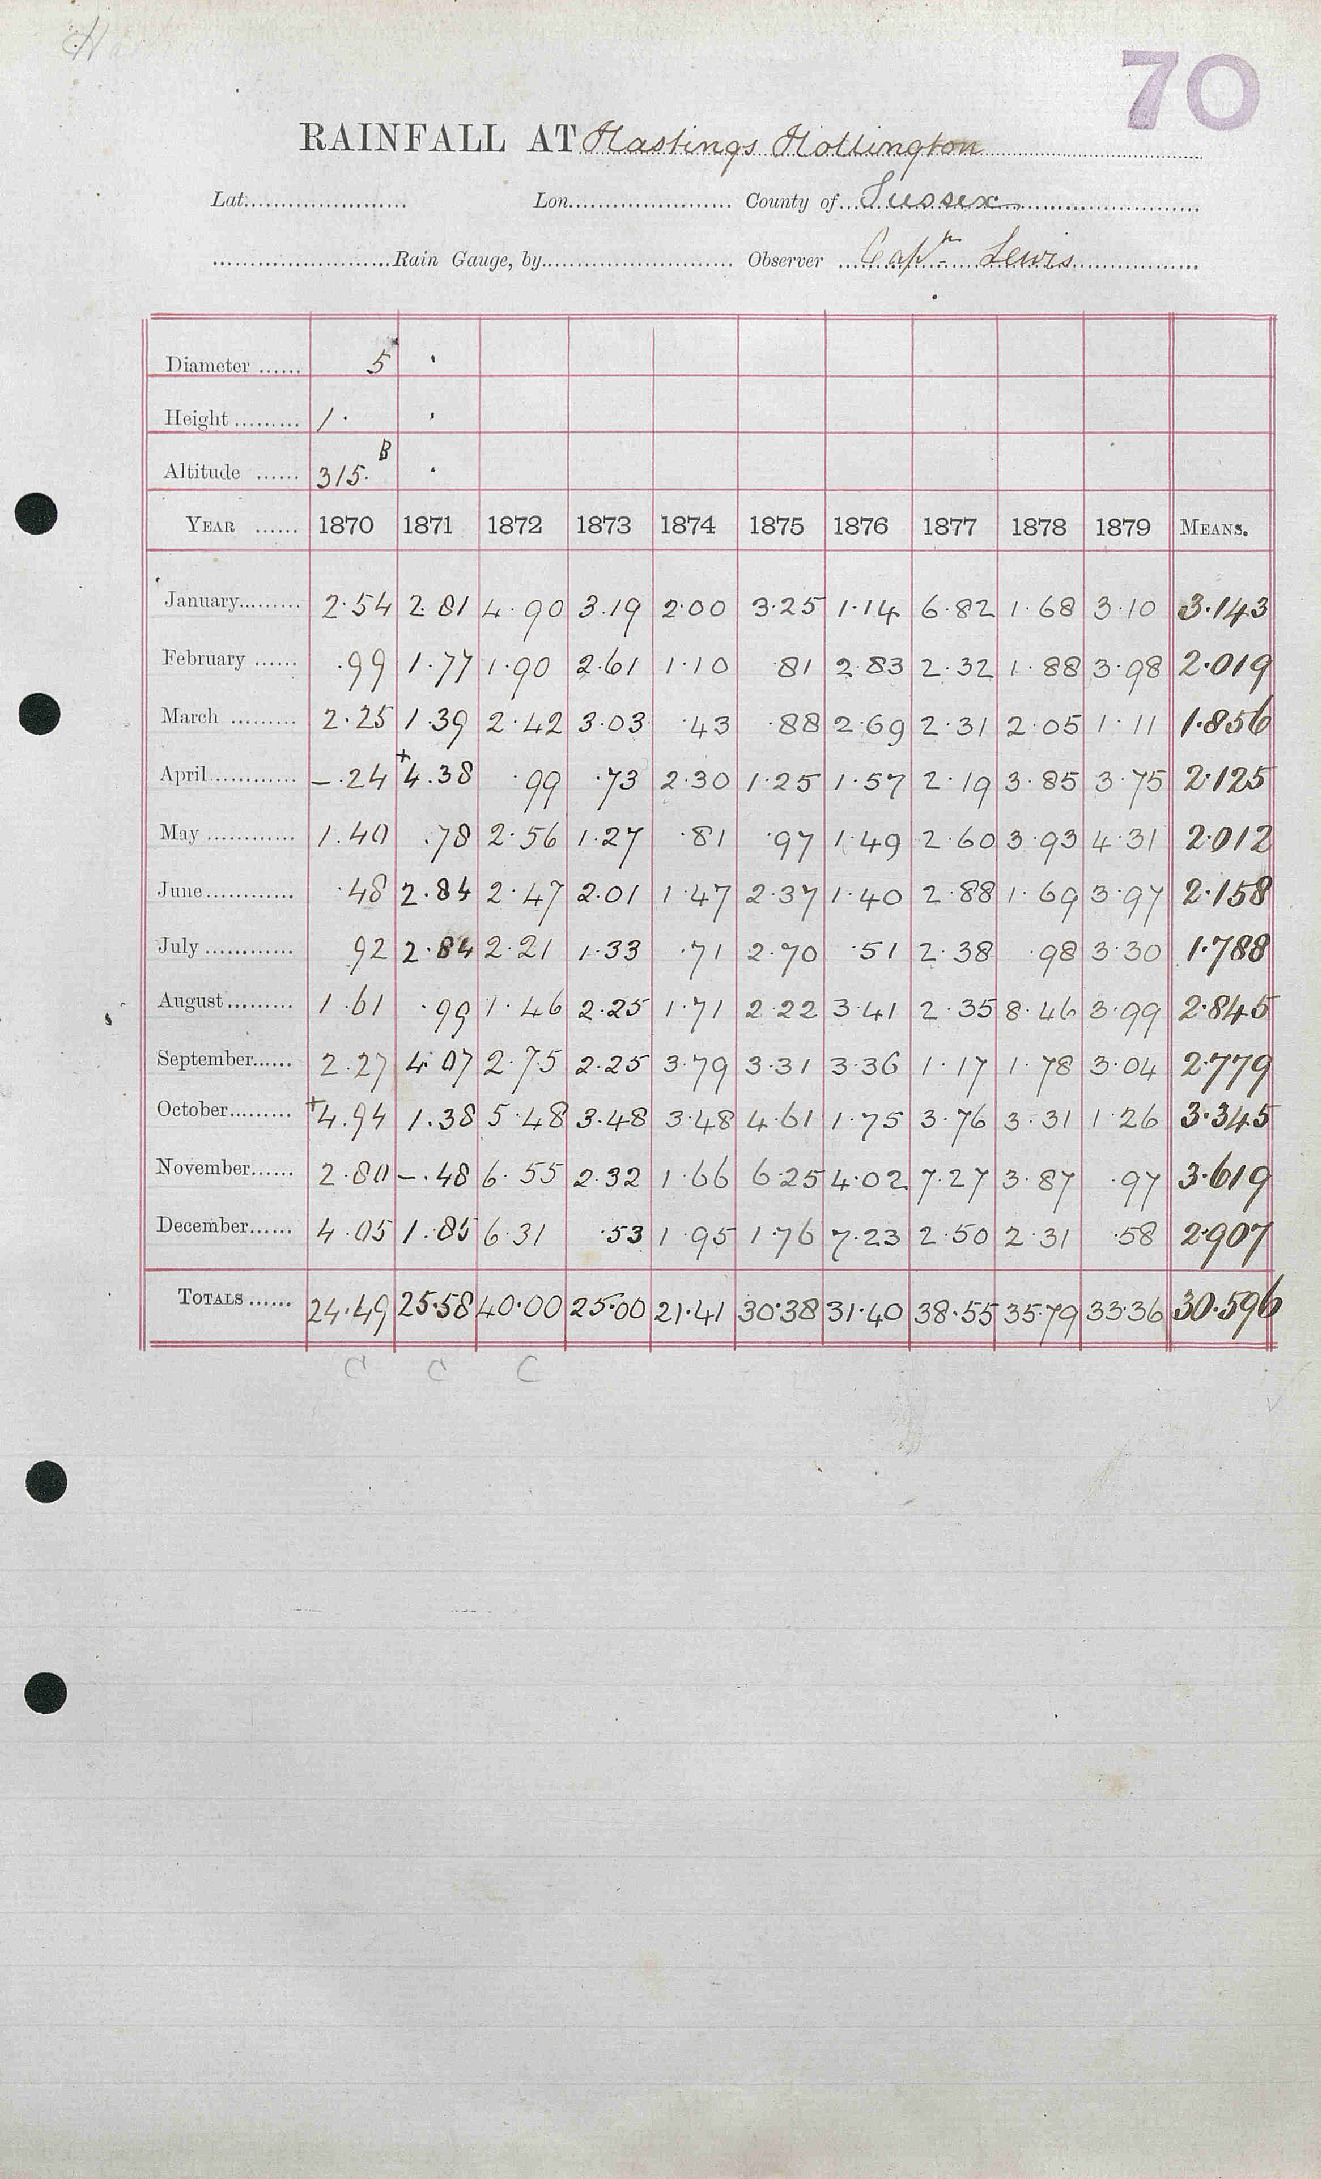 70
RAINFALL AT Hastings Hollington
Lat. Lon. County of Sussex
Rain Gauge, by Observer Capn. Lewis
Diameter 5
Height 1·
Altitude 315· B
YEAR 1870 1871 1872 1873 1874 1875 1876 1877 1878 1879 MEANS.
January 2·54 2·81 4·90 3·19 2·00 3·25 1·14 6·82 1·68 3·10 3·143
February ·99 1·77 1·90 2·61 1·10 ·81 2·83 2·32 1·88 3·98 2·019
March 2·25 1·39 2·42 3·03 ·43 ·88 2·69 2·31 2·05 1·11 1·856
April –·24 +4·38 ·99 ·73 2·30 1·25 1·57 2·19 3·85 3·75 2·125
May 1·40 ·78 2·56 1·27 ·81 ·97 1·49 2·60 3·93 4·31 2·012
June ·48 2·84 2·47 2·01 1·47 2·37 1·40 2·88 1·69 3·97 2·158
July 92 2·84 2·21 1·33 ·71 2·70 ·51 2·38 ·98 3·30 1·788
August 1·61 ·99 1·46 2·25 1·71 2·22 3·41 2·35 8·46 3·99 2·845
September 2·27 4·07 2·75 2·25 3·79 3·31 3·36 1·17 1·78 3·04 2·779
October +4·94 1·38 5·48 3·48 3·48 4·61 1·75 3·76 3·31 1·26 3·345
November 2·80 –·48 6·55 2·32 1·66 6·25 4·02 7·27 3·87 ·97 3·619
December 4·05 1·85 6·31 ·53 1·95 1·76 7·23 2·50 2·31 ·58 2·907
TOTALS 24·49 25·58 40·00 25·00 21·41 30·38 31·40 38·55 35·79 33·36 30·596
C C C